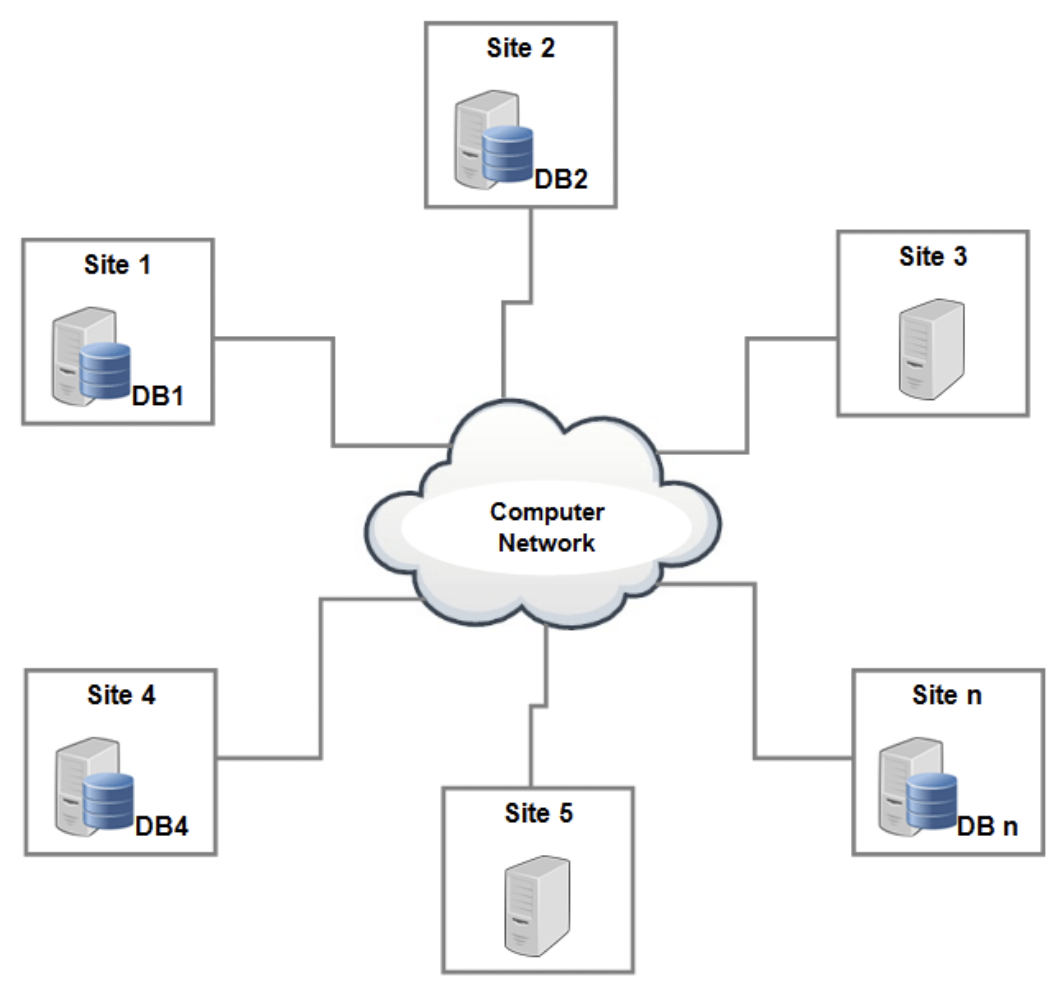 Site 2
DB2
Site 1
DB1
Site 3
Computer
Network
Site 4
DB4
Site 5
Site n
DB n